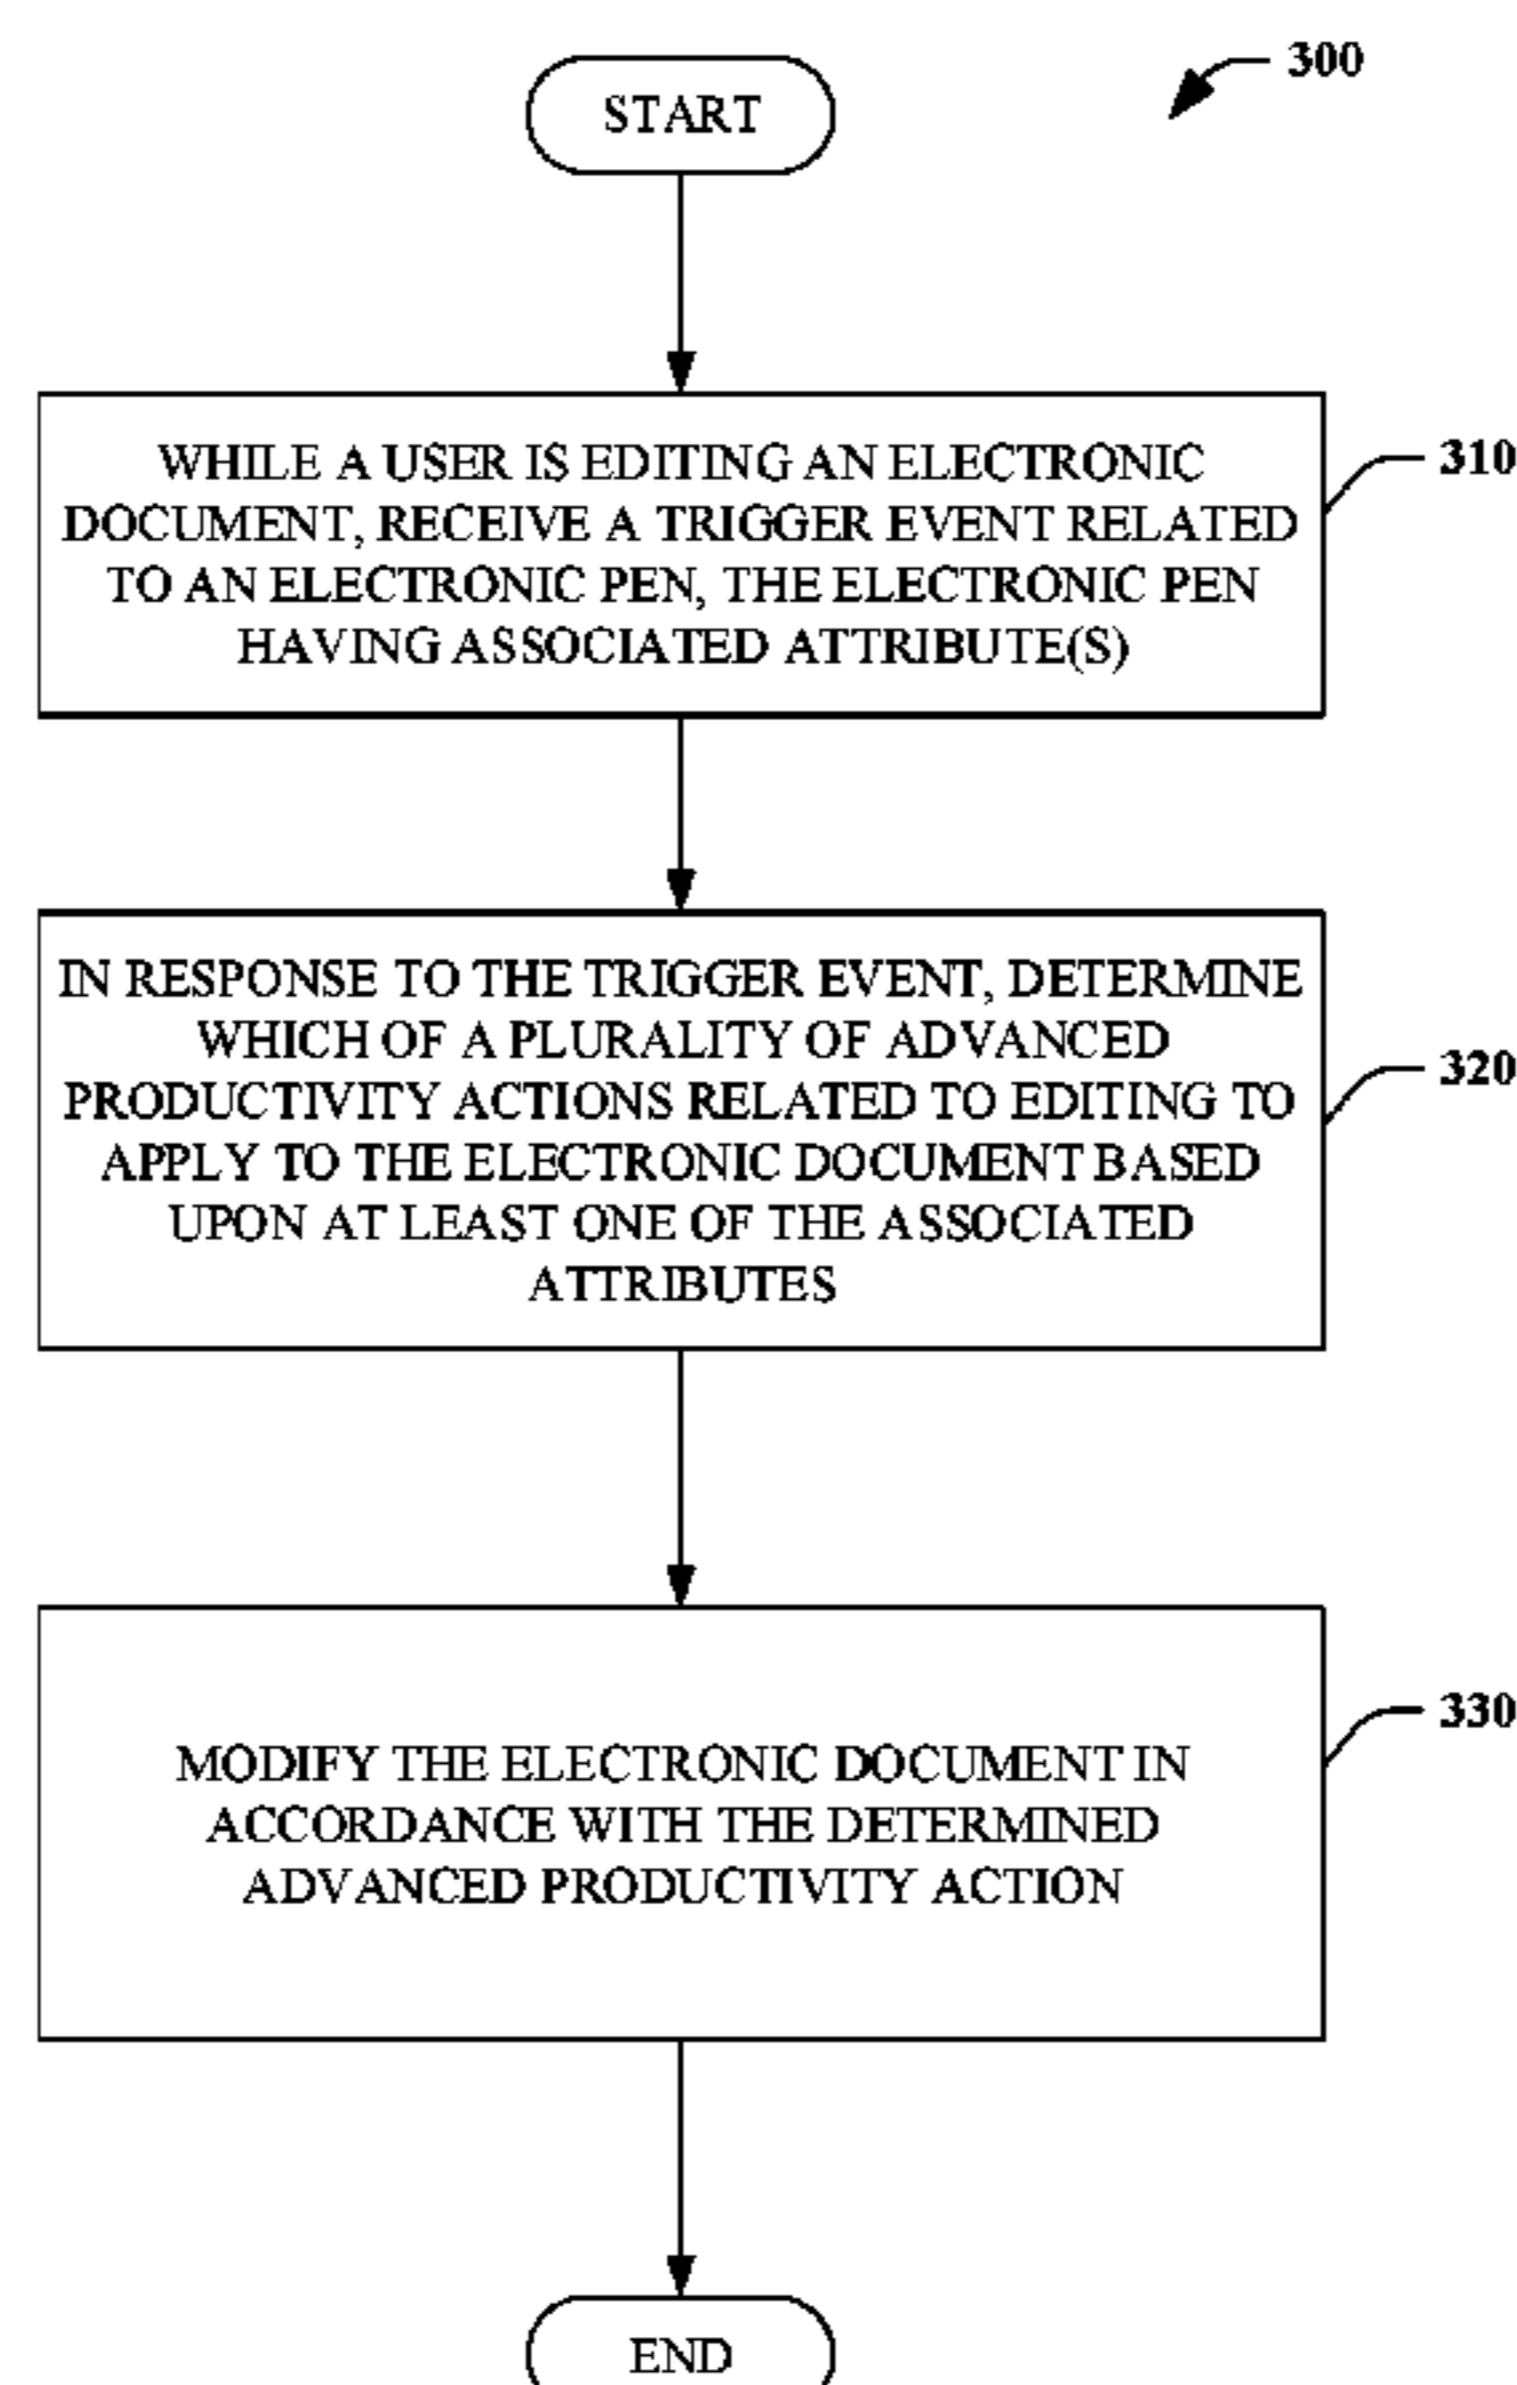 300
START
WHILE A USER IS EDITING AN ELECTRONIC
DOCUMENT, RECEIVE A TRIGGER EVENT RELATED
TO AN ELECTRONIC PEN, THE ELECTRONIC PEN
HAVING ASSOCIATED ATTRIBUTE(S)
310
IN RESPONSE TO THE TRIGGER EVENT, DETERMINE
WHICH OF A PLURALITY OF ADVANCED
PRODUCTIVITY ACTIONS RELATED TO EDITING TO
APPLY TO THE ELECTRONIC DOCUMENT BASED
UPON AT LEAST ONE OF THE ASSOCIATED
ATTRIBUTES
320
MODIFY THE ELECTRONIC DOCUMENT IN
ACCORDANCE WITH THE DETERMINED
ADVANCED PRODUCTIVITY ACTION
330
END